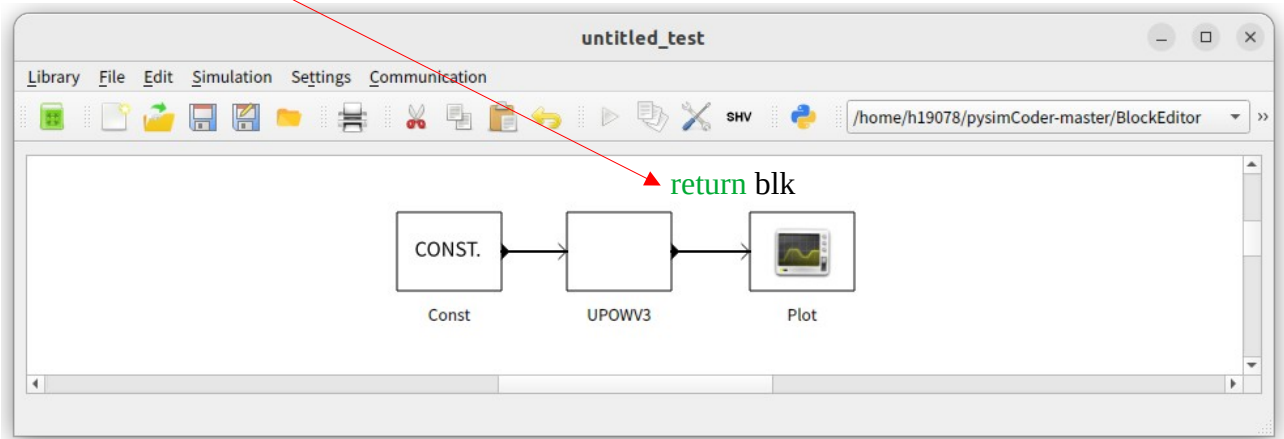 untitled_test
Library File Edit Simulation Settings Communication
SHV /home/h19078/pysimCoder-master/BlockEditor »
return blk
CONST.
Const UPOWV3 Plot